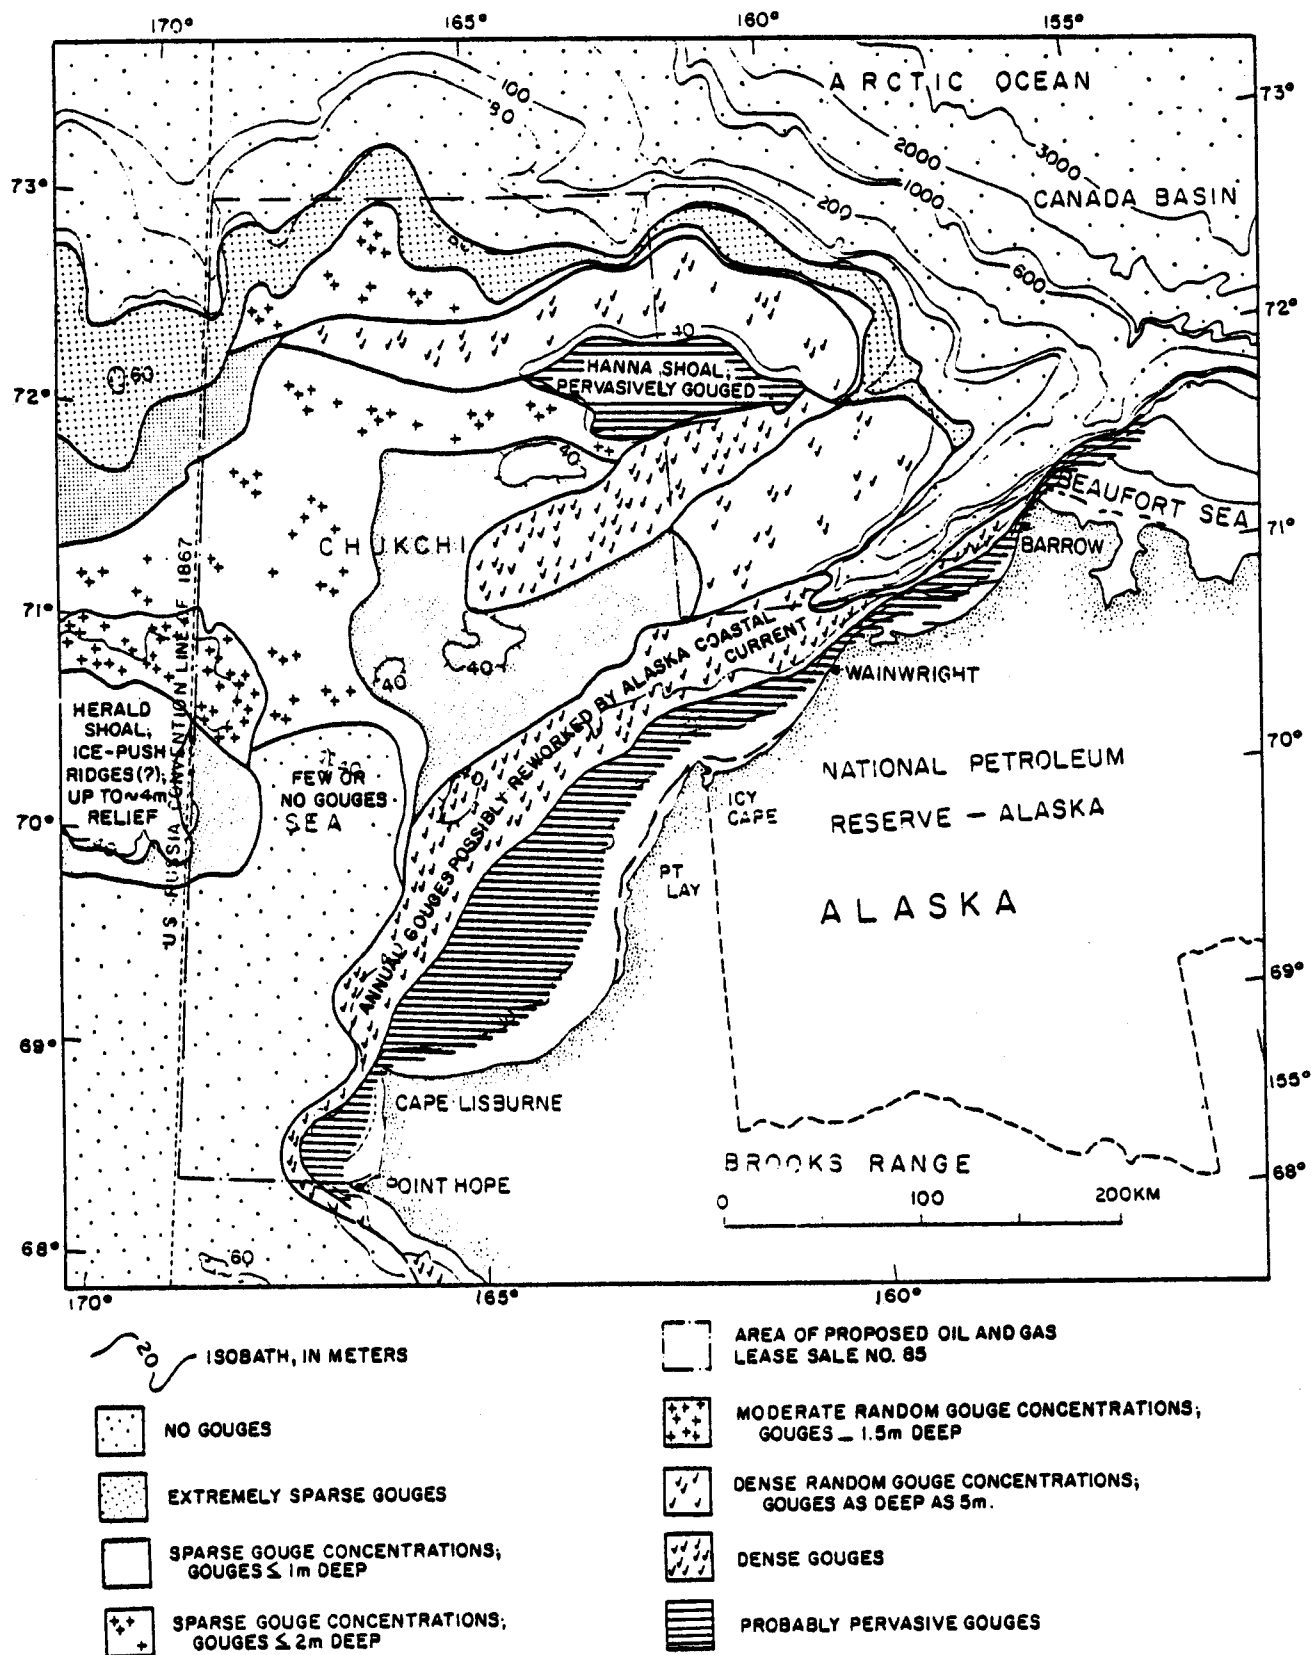 170°
165°
160°
155°
ARCTIC OCEAN
73°
100
80
2000
3000
73°
1000
CANADA BASIN
200
600
72°
40
HANNA SHOAL,
PERVASIVELY GOUGED
60
72°
40
BEAUFORT SEA
CHUKCHI
71°
BARROW
71°
40
40
WAINWRIGHT
ANNUAL GOUGES POSSIBLY REWORKED BY ALASKA COASTAL
CURRENT
HERALD
SHOAL;
ICE-PUSH
RIDGES(?);
UP TO ~4m
RELIEF
US RUSSIA CONVENTION LINE OF 1867
FEW OR
NO GOUGES
SEA
70°
NATIONAL PETROLEUM
RESERVE - ALASKA
ICY
CAPE
70°
PT
LAY
ALASKA
69°
69°
155°
CAPE LISBURNE
BROOKS RANGE
68°
POINT HOPE
0
100
200KM
68°
60
170°
165°
160°
20
ISOBATH, IN METERS
NO GOUGES
EXTREMELY SPARSE GOUGES
SPARSE GOUGE CONCENTRATIONS;
GOUGES ≤ 1m DEEP
SPARSE GOUGE CONCENTRATIONS;
GOUGES ≤ 2m DEEP
AREA OF PROPOSED OIL AND GAS
LEASE SALE NO. 85
MODERATE RANDOM GOUGE CONCENTRATIONS;
GOUGES _ 1.5m DEEP
DENSE RANDOM GOUGE CONCENTRATIONS;
GOUGES AS DEEP AS 5m.
DENSE GOUGES
PROBABLY PERVASIVE GOUGES